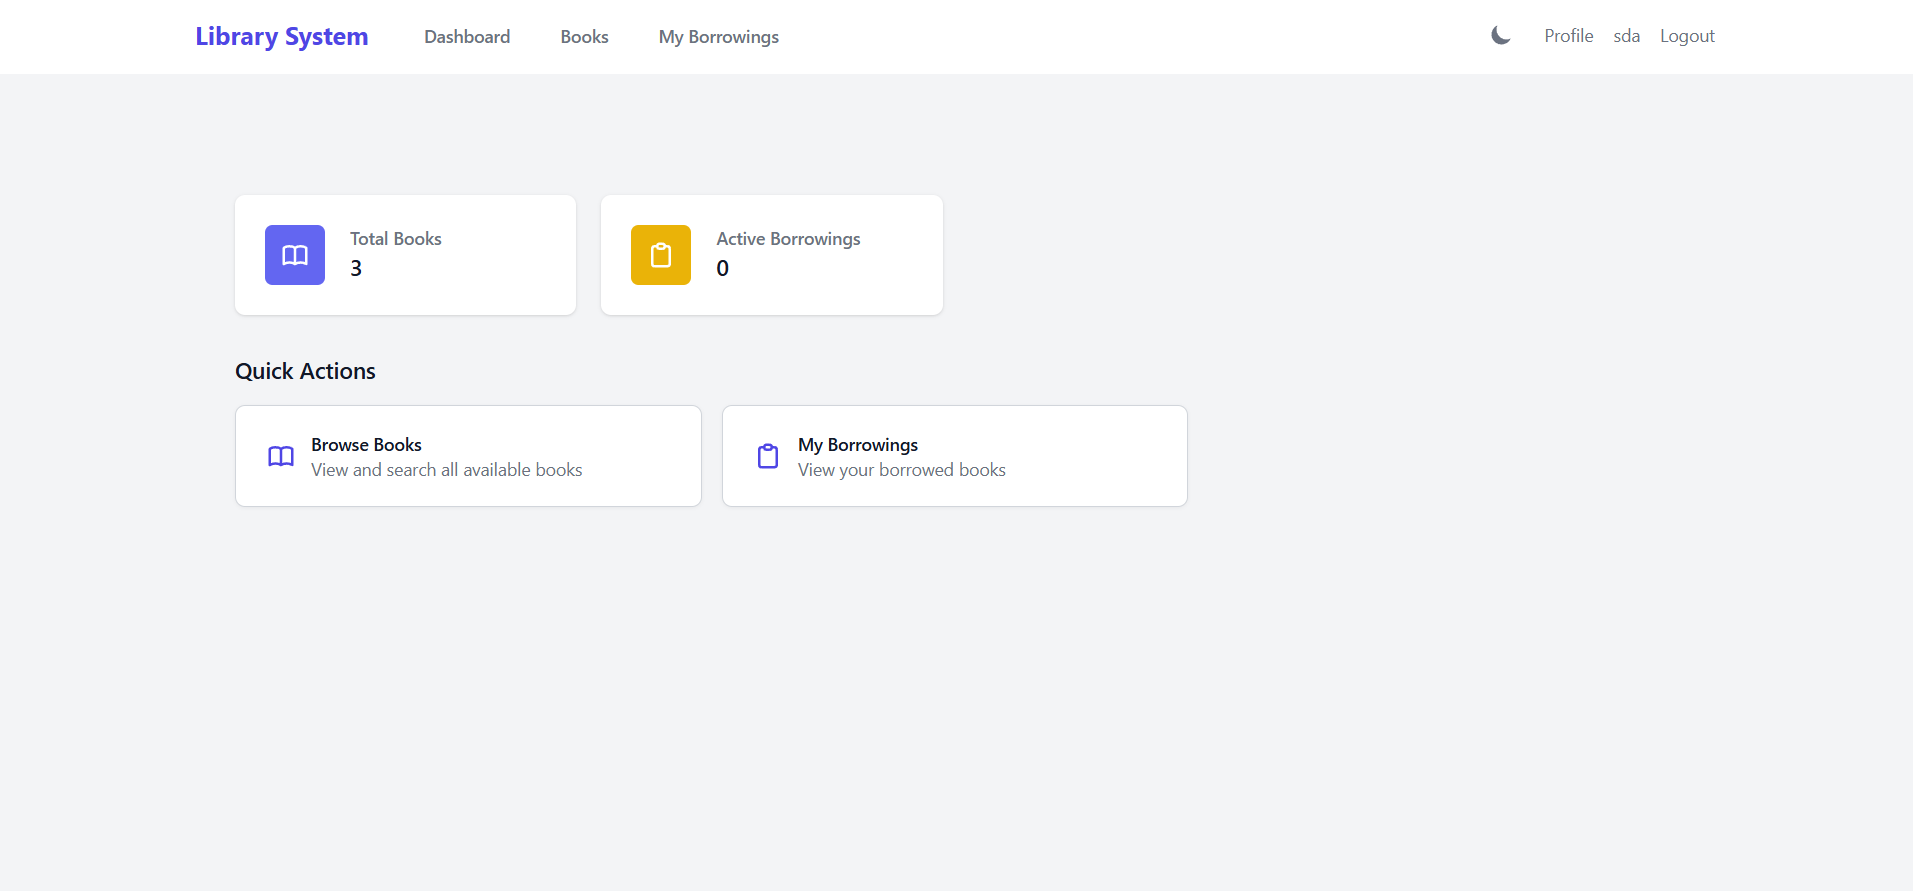 Library System Dashboard Books My Borrowings Profile sda Logout
Total Books
3
Active Borrowings
0
Quick Actions
Browse Books
View and search all available books
My Borrowings
View your borrowed books